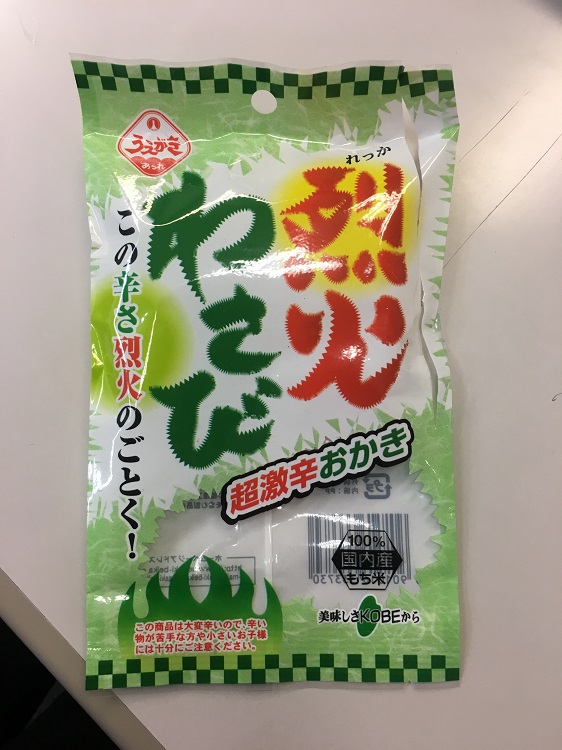 うえがき
あられ
れっか
烈火
わさび
この辛さ烈火のごとく!
超激辛おかき
100%
国内産
もち米
美味しさKOBEから
この商品は大変辛いので、辛い
物が苦手な方や小さいお子様
には十分にご注意ください。